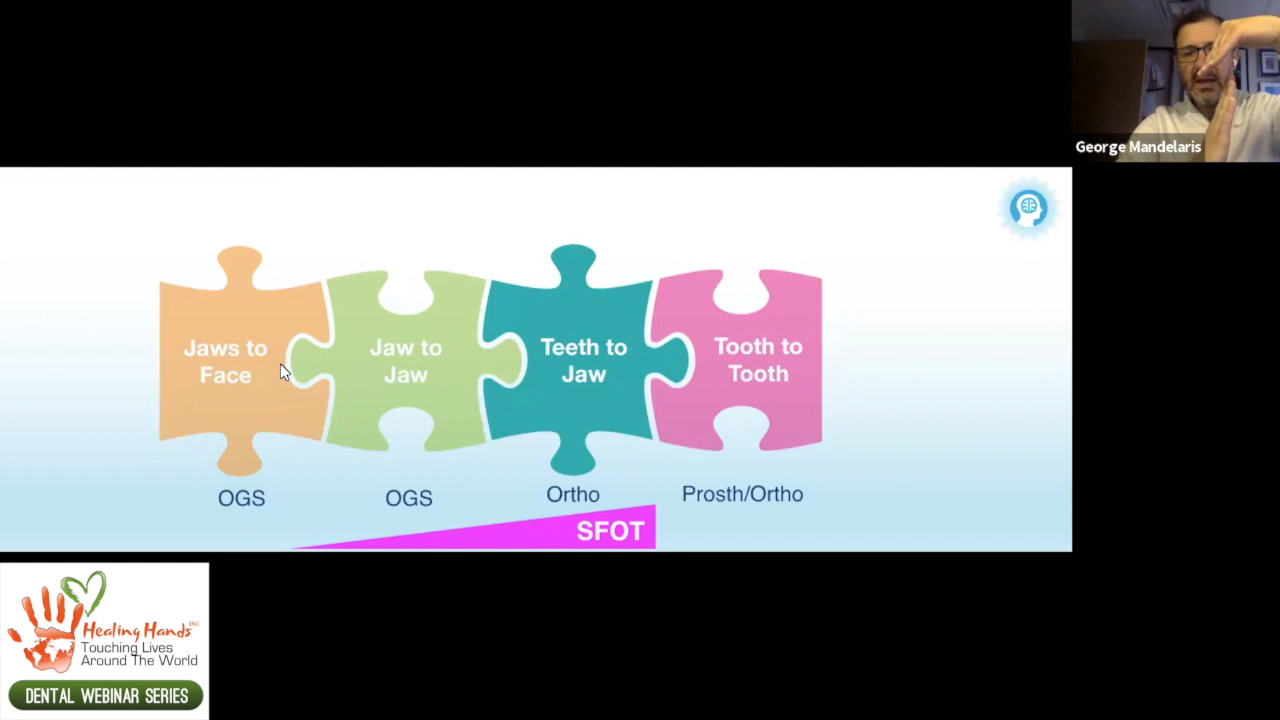 George Mandelaris
Jaws to
Face
Jaw to
Jaw
Teeth to
Jaw
Tooth to
Tooth
OGS
OGS
Ortho
Prosth/Ortho
SFOT
Healing Hands INC
Touching Lives
Around The World
DENTAL WEBINAR SERIES